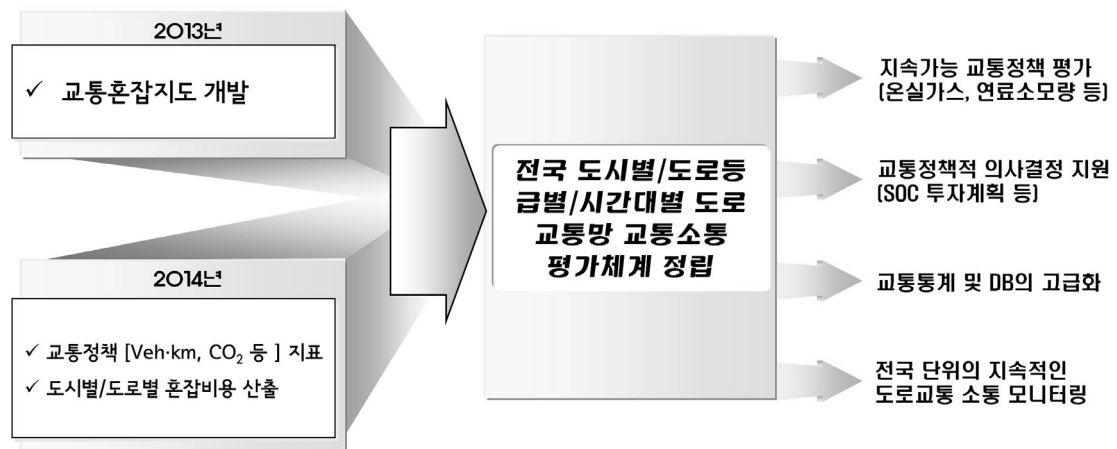 2013년
✓ 교통혼잡지도 개발
2014년
✓ 교통정책 [Veh·km, CO₂ 등 ] 지표
✓ 도시별/도로별 혼잡비용 산출
전국 도시별/도로등
급별/시간대별 도로
교통망 교통소통
평가체계 정립
지속가능 교통정책 평가
(온실가스, 연료소모량 등)
교통정책적 의사결정 지원
(SOC 투자계획 등)
교통통계 및 DB의 고급화
전국 단위의 지속적인
도로교통 소통 모니터링